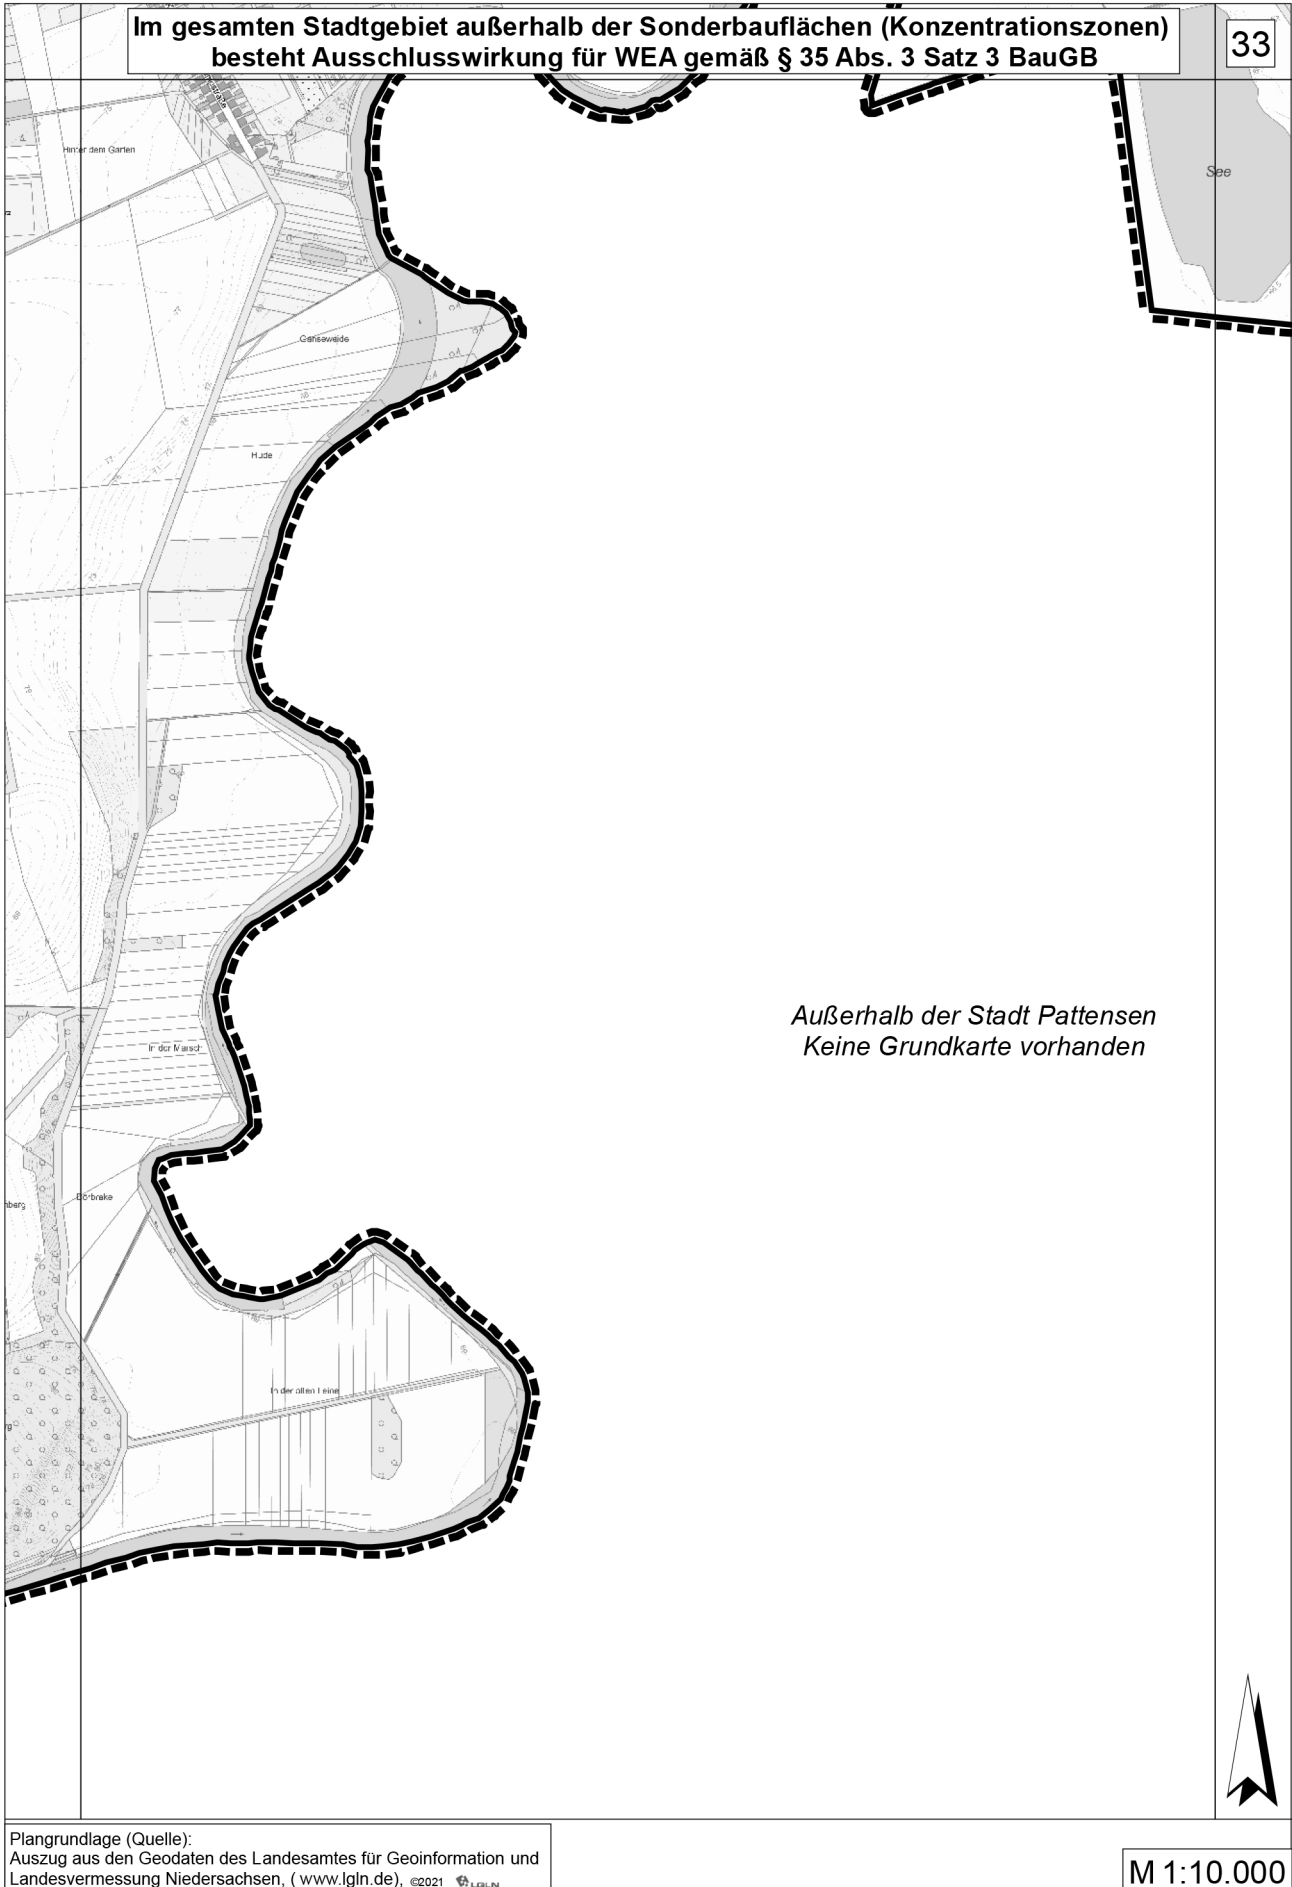 Im gesamten Stadtgebiet außerhalb der Sonderbauflächen (Konzentrationszonen)
besteht Ausschlusswirkung für WEA gemäß § 35 Abs. 3 Satz 3 BauGB
33
Hinter dem Garten
See
Gänseweide
Hude
Außerhalb der Stadt Pattensen
Keine Grundkarte vorhanden
In der Marsch
Dörbrake
In der alten Leine
Plangrundlage (Quelle):
Auszug aus den Geodaten des Landesamtes für Geoinformation und
Landesvermessung Niedersachsen, ( www.lgln.de), ©2021 LGLN
M 1:10.000